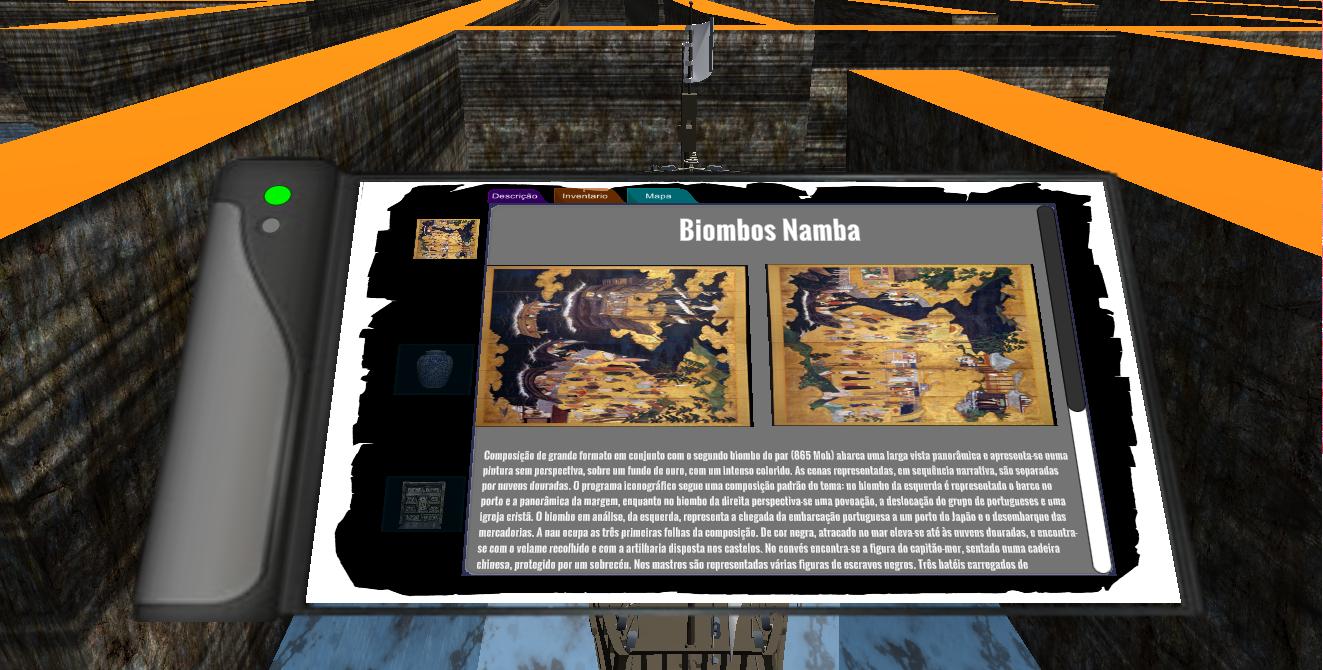 Descrição
Inventario
Mapa
Biombos Namba
Composição de grande formato em conjunto com o segundo biombo do par (865 Mob) abarca uma larga vista panorâmica e apresenta-se numa
pintura sem perspectiva, sobre um fundo de ouro, com um intenso colorido. As cenas representadas, em sequência narrativa, são separadas
por nuvens douradas. O programa iconográfico segue uma composição padrão do tema: no biombo da esquerda é representado o barco no
porto e a panorâmica da margem, enquanto no biombo da direita perspectiva-se uma povoação, a deslocação do grupo de portugueses e uma
igreja cristã. O biombo em análise, da esquerda, representa a chegada da embarcação portuguesa a um porto do Japão e o desembarque das
mercadorias. A nau ocupa as três primeiras folhas da composição. De cor negra, atracado no mar eleva-se até às nuvens douradas, e encontra-
se com o velame recolhido e com a artilharia disposta nos castelos. No convés encontra-se a figura do capitão-mor, sentado numa cadeira
chinesa, protegido por um sobrecéu. Nos mastros são representadas várias figuras de escravos negros. Três batéis carregados de